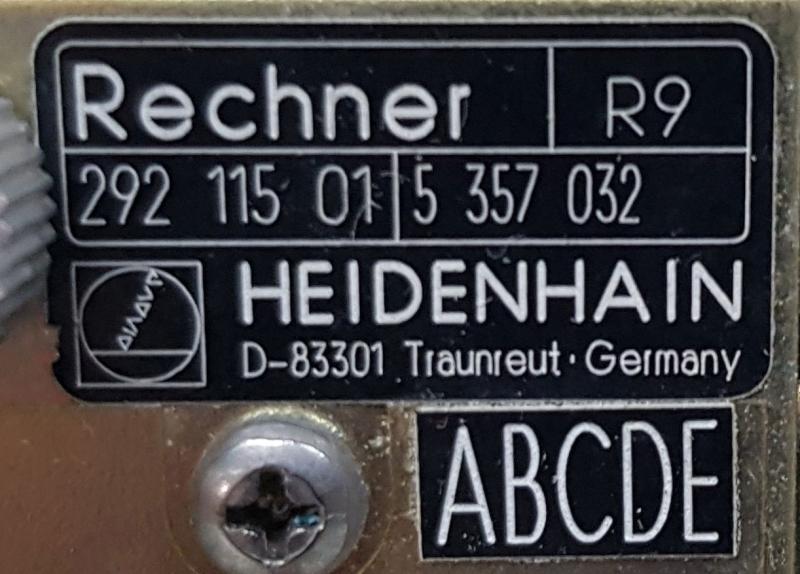 Rechner R9
292 115 01 5 357 032
HEIDENHAIN
D-83301 Traunreut · Germany
ABCDE